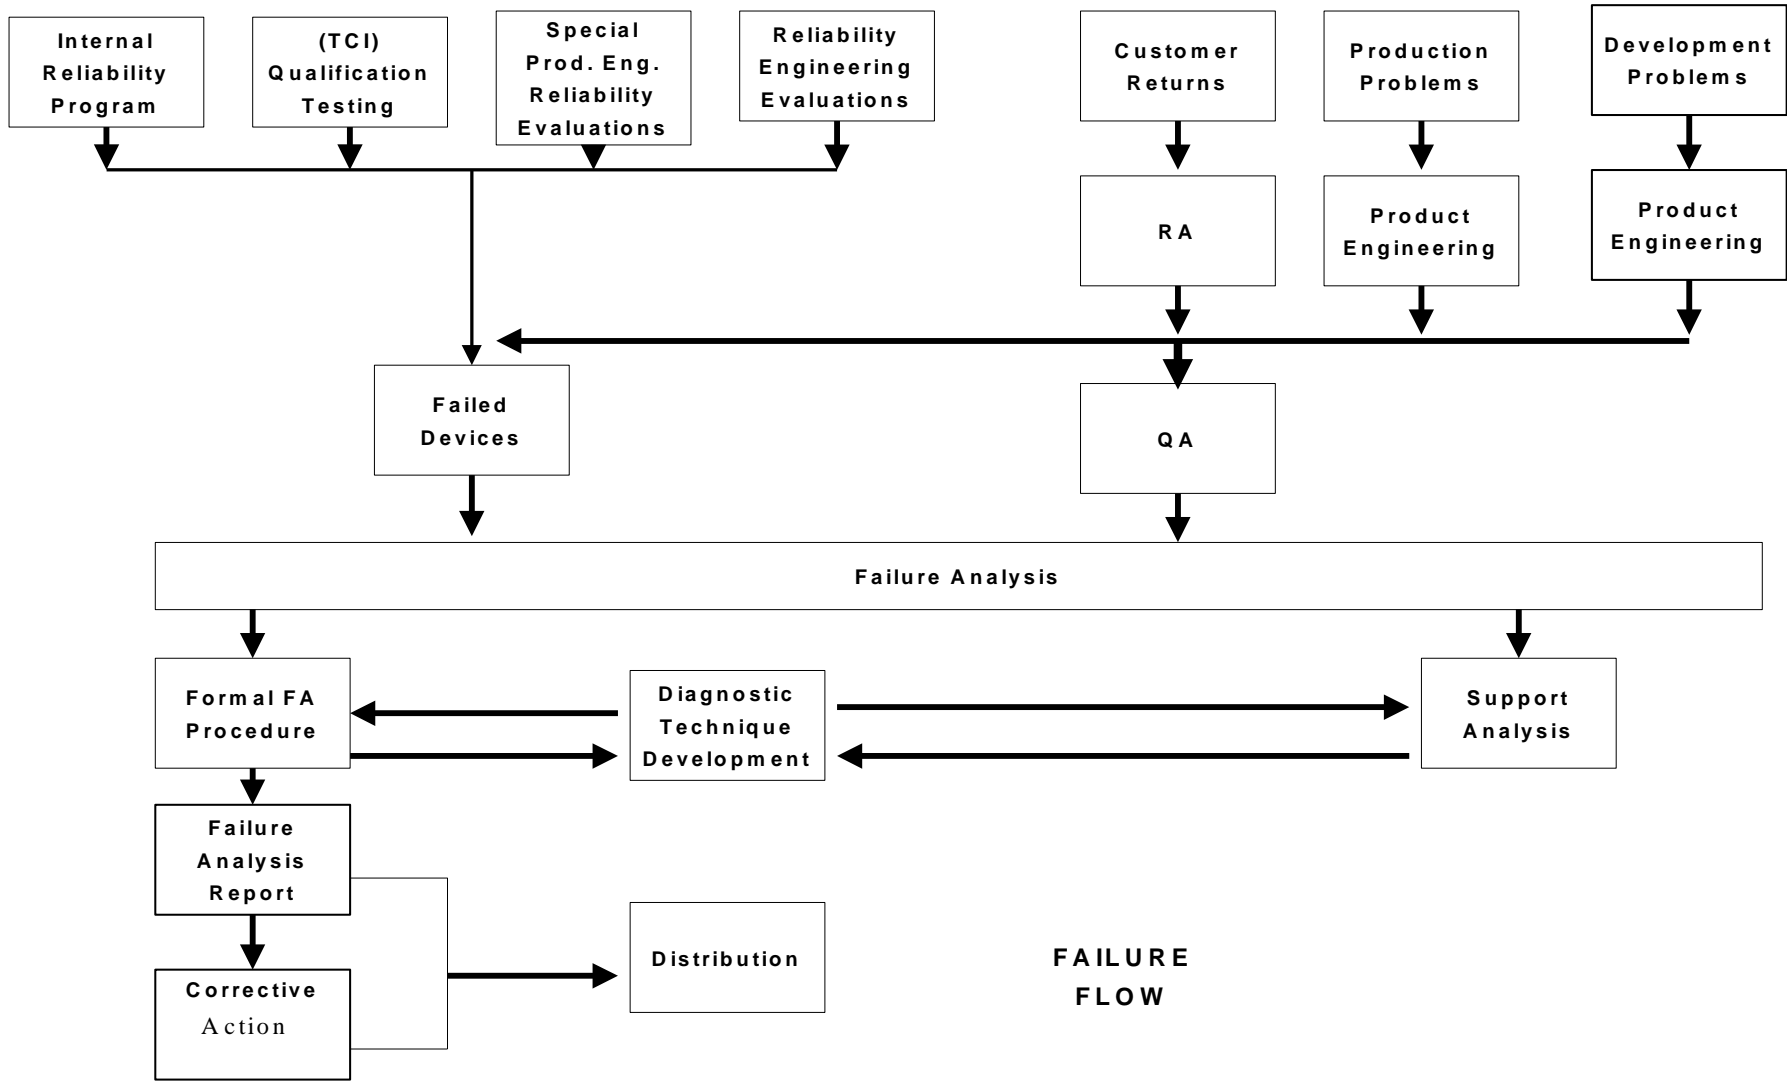 Internal
Reliability
Program
(TCI)
Qualification
Testing
Special
Prod. Eng.
Reliability
Evaluations
Reliability
Engineering
Evaluations
Customer
Returns
Production
Problems
Development
Problems
RA
Product
Engineering
Product
Engineering
Failed
Devices
QA
Failure Analysis
Formal FA
Procedure
Diagnostic
Technique
Development
Support
Analysis
Failure
Analysis
Report
Corrective
Action
Distribution
FAILURE
FLOW